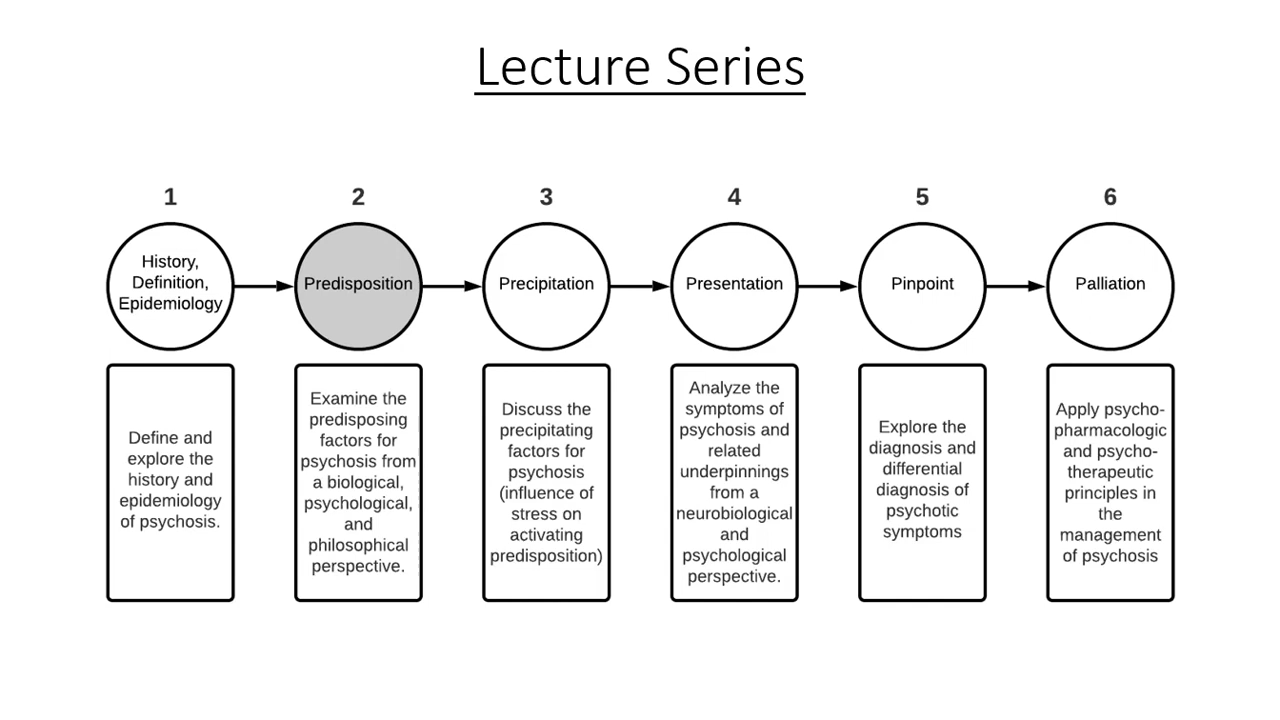 Lecture Series
1
2
3
4
5
6
History,
Definition,
Epidemiology
Predisposition
Precipitation
Presentation
Pinpoint
Palliation
Define and
explore the
history and
epidemiology
of psychosis.
Examine the
predisposing
factors for
psychosis from
a biological,
psychological,
and
philosophical
perspective.
Discuss the
precipitating
factors for
psychosis
(influence of
stress on
activating
predisposition)
Analyze the
symptoms of
psychosis and
related
underpinnings
from a
neurobiological
and
psychological
perspective.
Explore the
diagnosis and
differential
diagnosis of
psychotic
symptoms
Apply psycho-
pharmacologic
and psycho-
therapeutic
principles in
the
management
of psychosis